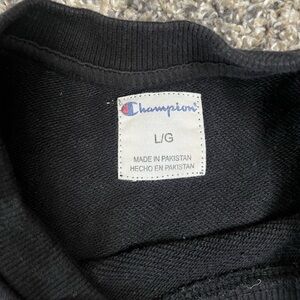 Champion
L/G
MADE IN PAKISTAN
HECHO EN PAKISTAN